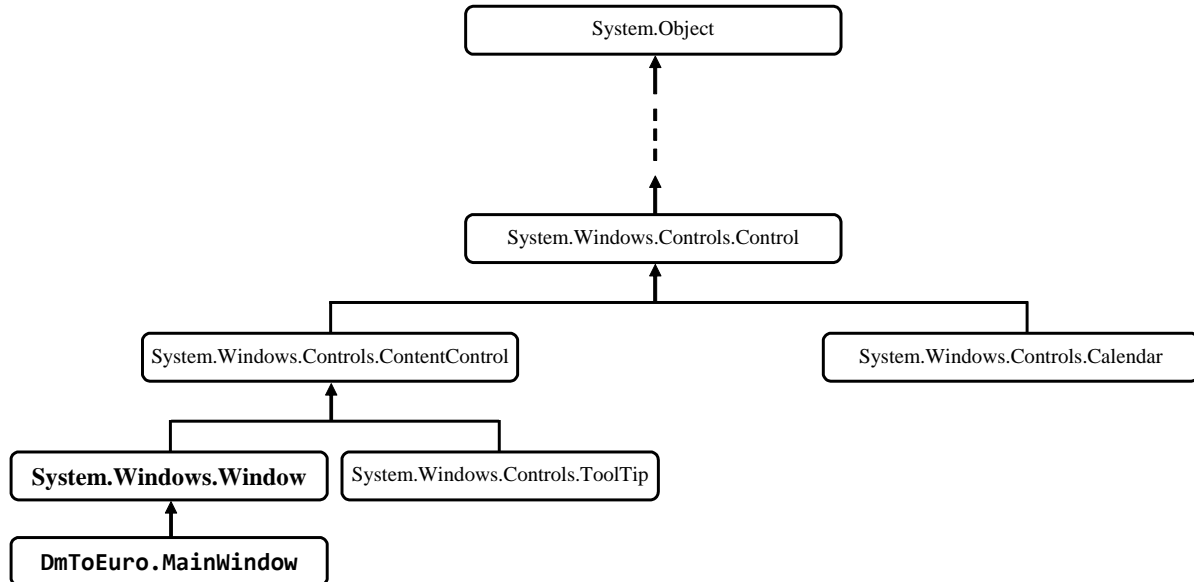 System.Object
System.Windows.Controls.Control
System.Windows.Controls.ContentControl
System.Windows.Controls.Calendar
System.Windows.Window
System.Windows.Controls.ToolTip
DmToEuro.MainWindow